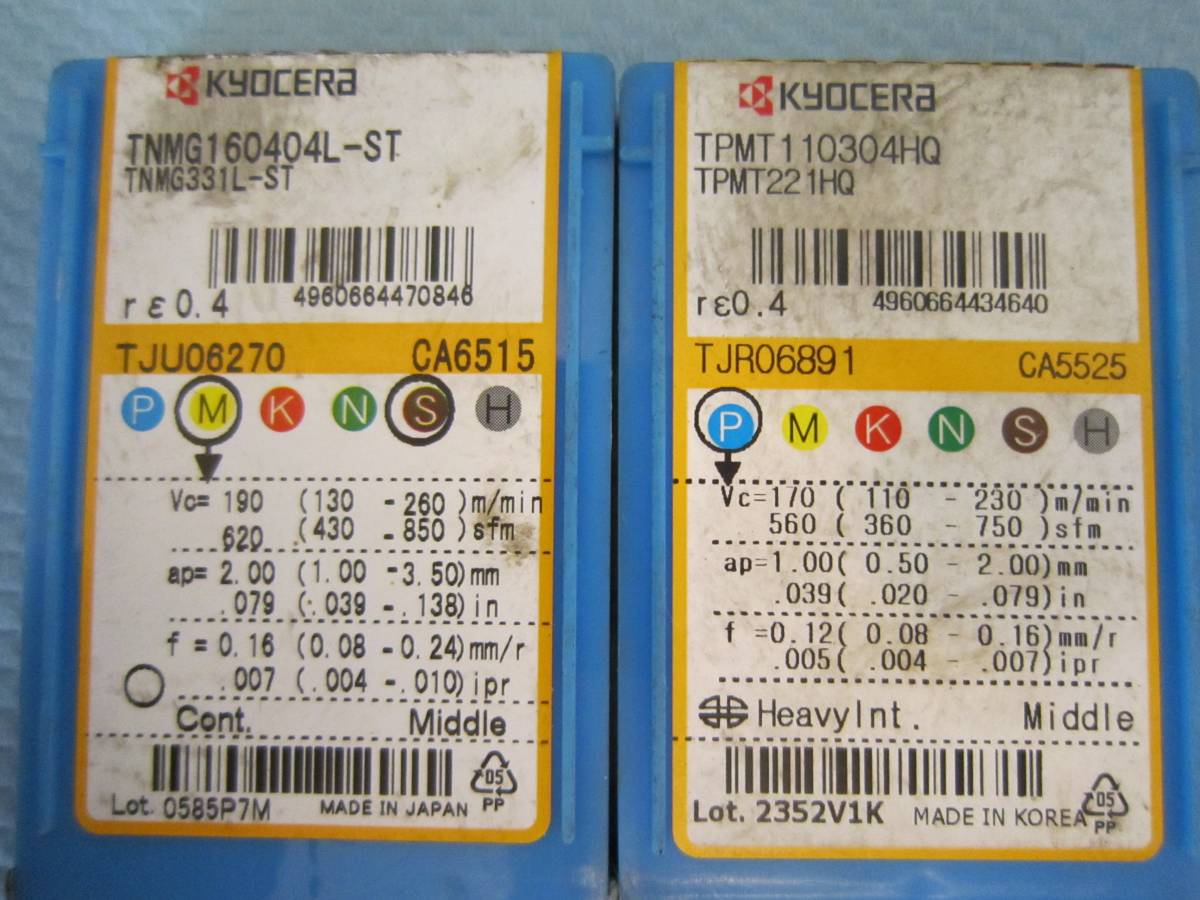 KYOCERA
TNMG160404L-ST
TNMG331L-ST
4960664470846
rε0.4
TJU06270 CA6515
P M K N S H
Vc= 190 (130 - 260) m/min
620 (430 - 850) sfm
ap= 2.00 (1.00 - 3.50) mm
.079 (.039 - .138) in
f = 0.16 (0.08 - 0.24) mm/r
.007 (.004 - .010) ipr
Cont. Middle
Lot. 0585P7M MADE IN JAPAN
05
PP
KYOCERA
TPMT110304HQ
TPMT221HQ
rε0.4 4960664434640
TJR06891 CA5525
P M K N S H
Vc=170 ( 110 - 230 )m/min
560 ( 360 - 750 )sfm
ap=1.00( 0.50 - 2.00)mm
.039( .020 - .079)in
f =0.12( 0.08 - 0.16)mm/r
.005( .004 - .007)ipr
HeavyInt. Middle
Lot. 2352V1K MADE IN KOREA
05
PP